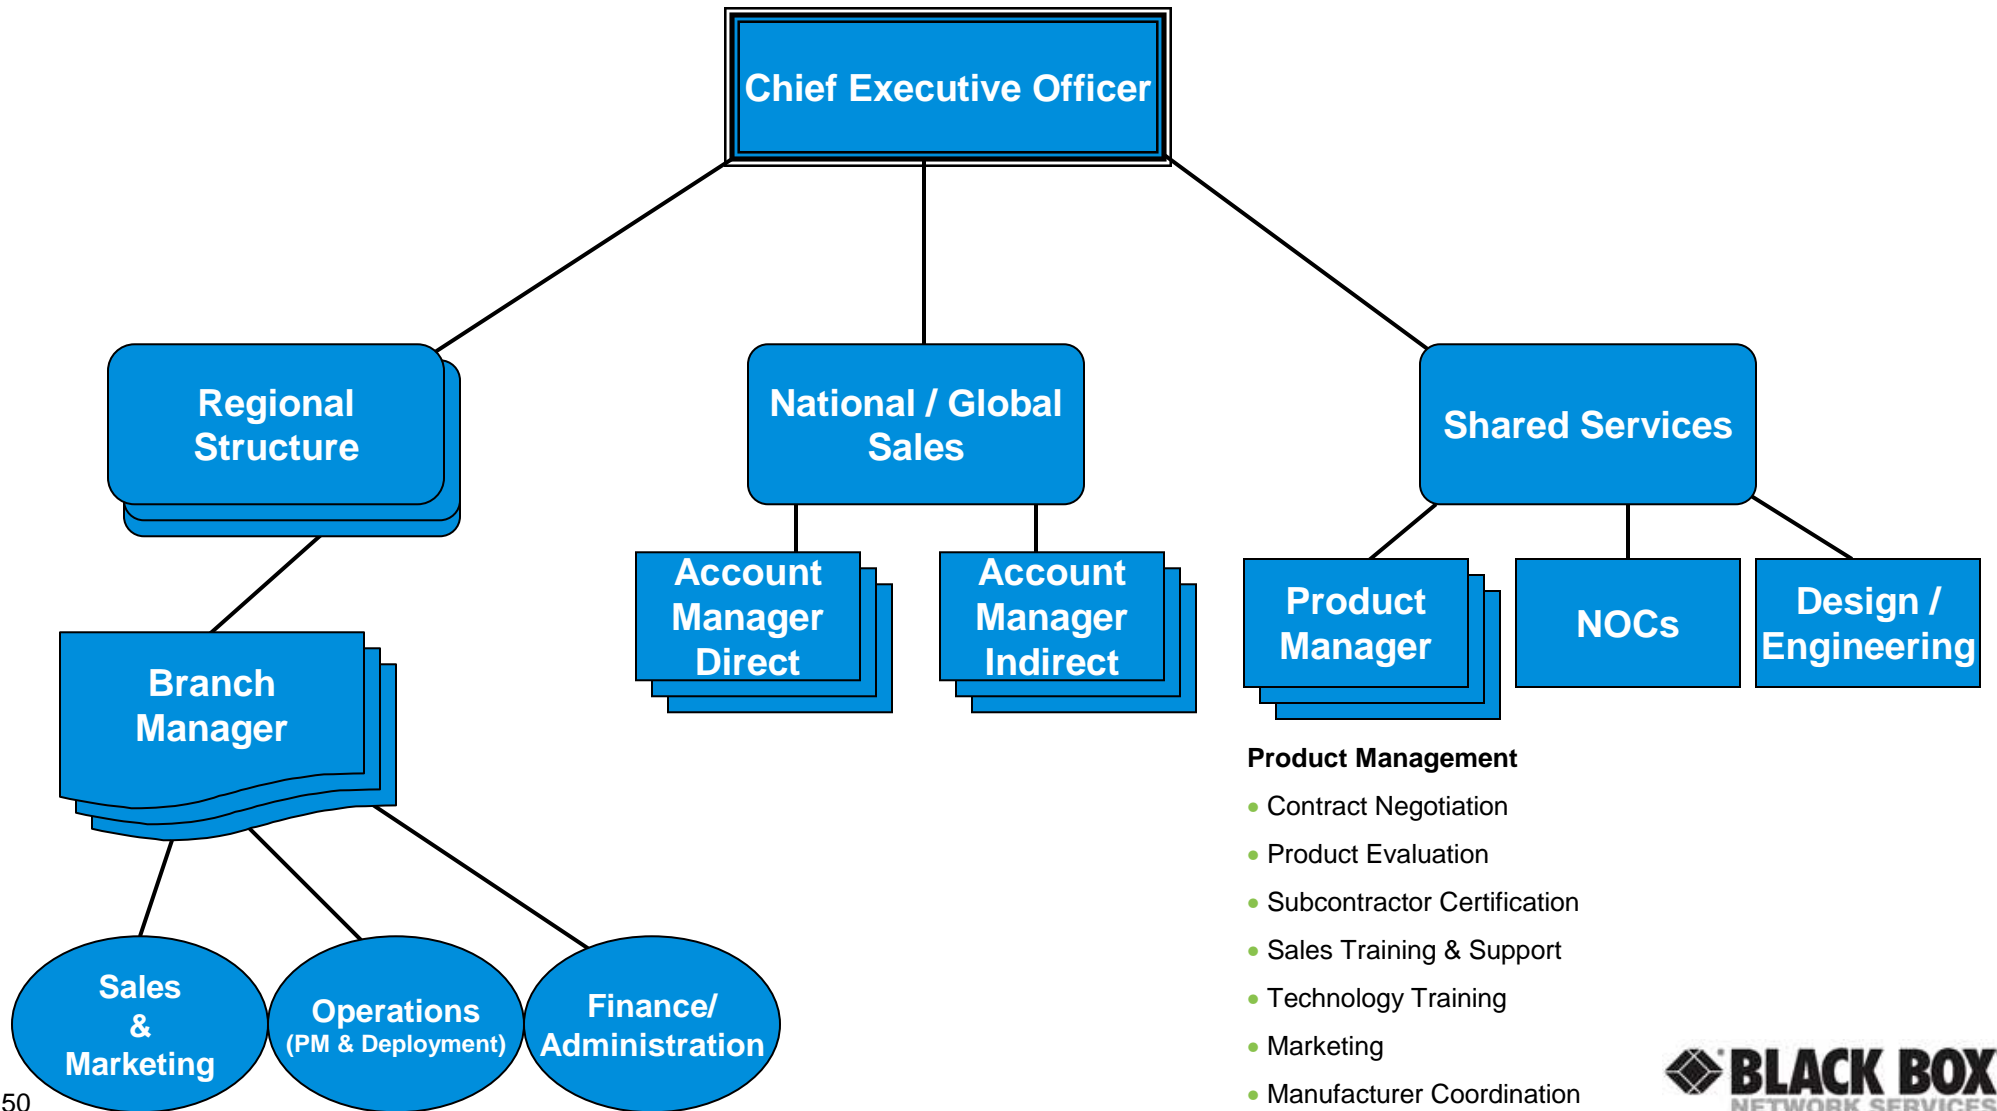 Chief Executive Officer
Regional
Structure
National / Global
Sales
Shared Services
Account
Manager
Direct
Account
Manager
Indirect
Product
Manager
NOCs
Design /
Engineering
Branch
Manager
Product Management
• Contract Negotiation
• Product Evaluation
• Subcontractor Certification
• Sales Training & Support
• Technology Training
• Marketing
• Manufacturer Coordination
Sales
&
Marketing
Operations
(PM & Deployment)
Finance/
Administration
50
BLACK BOX
NETWORK SERVICES